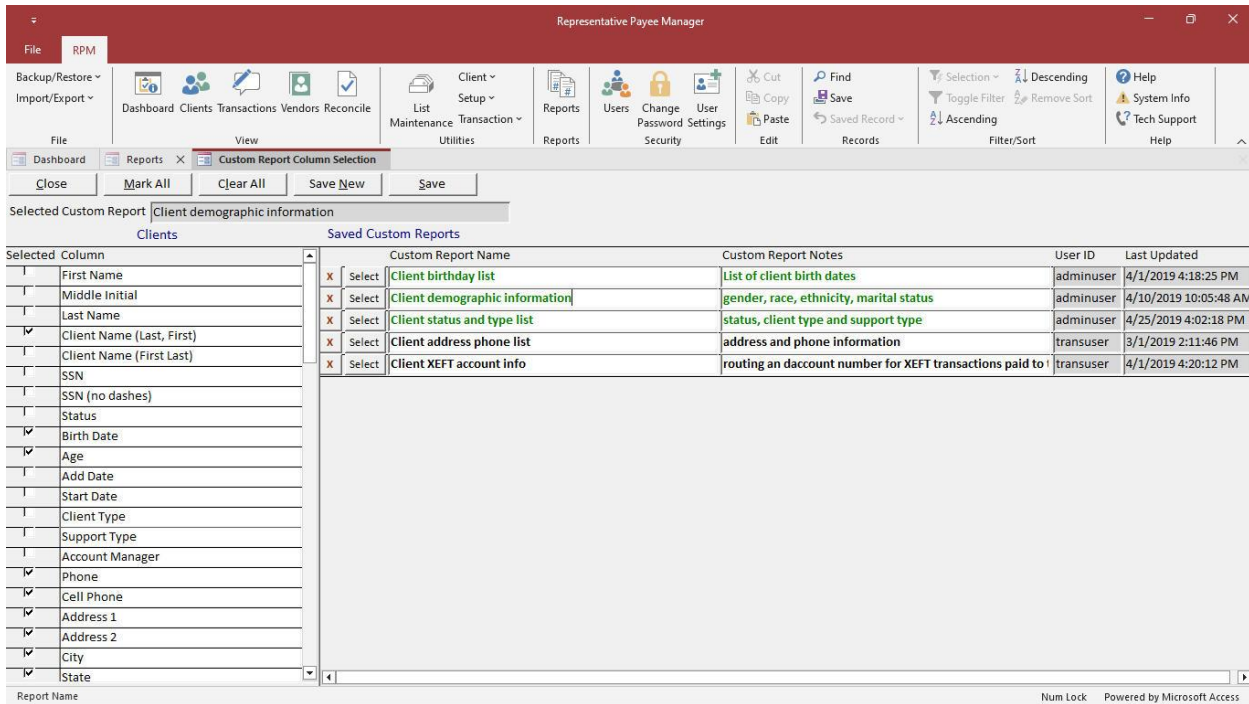 Representative Payee Manager
File RPM
Backup/Restore
Import/Export
Dashboard Clients Transactions Vendors Reconcile
List Maintenance
Client
Setup
Transaction
Reports
Users
Change Password
User Settings
Cut
Copy
Paste
Find
Save
Saved Record
Selection
Toggle Filter
Ascending
Descending
Remove Sort
Help
System Info
Tech Support
File View Utilities Reports Security Edit Records Filter/Sort Help
Dashboard Reports X Custom Report Column Selection
Close Mark All Clear All Save New Save
Selected Custom Report Client demographic information
Clients
Selected Column
First Name
Middle Initial
Last Name
Client Name (Last, First)
Client Name (First Last)
SSN
SSN (no dashes)
Status
Birth Date
Age
Add Date
Start Date
Client Type
Support Type
Account Manager
Phone
Cell Phone
Address 1
Address 2
City
State
Saved Custom Reports
Custom Report Name Custom Report Notes User ID Last Updated
x Select Client birthday list List of client birth dates adminuser 4/1/2019 4:18:25 PM
x Select Client demographic information gender, race, ethnicity, marital status adminuser 4/10/2019 10:05:48 AM
x Select Client status and type list status, client type and support type adminuser 4/25/2019 4:02:18 PM
x Select Client address phone list address and phone information transuser 3/1/2019 2:11:46 PM
x Select Client XEFT account info routing an daccount number for XEFT transactions paid to transuser 4/1/2019 4:20:12 PM
Report Name Num Lock Powered by Microsoft Access